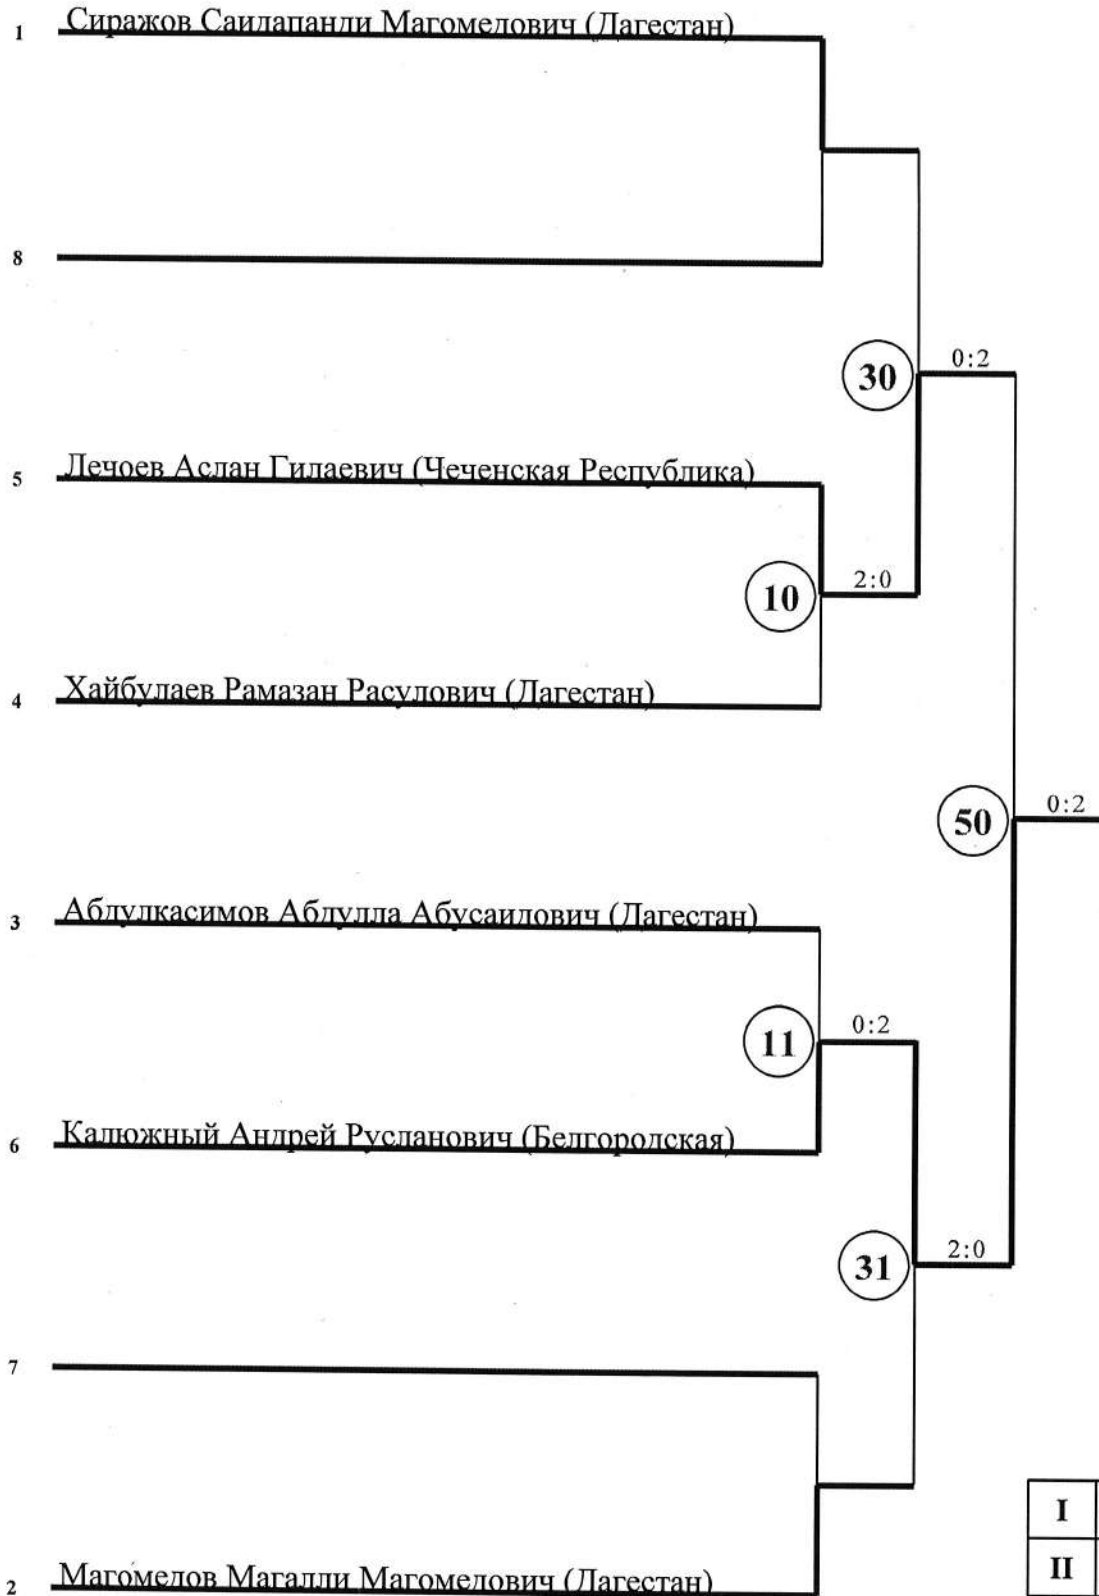 1 Сиражов Саидапанди Магомедович (Дагестан)
8
30 0:2
5 Дечоев Аслан Гилаевич (Чеченская Республика)
10 2:0
4 Хайбулаев Рамазан Расулович (Дагестан)
50 0:2
3 Абдулкасимов Абдулла Абусаидович (Дагестан)
11 0:2
6 Калюжный Андрей Русланович (Белгородская)
31 2:0
7
I
II
2 Магомедов Магадли Магомедович (Дагестан)